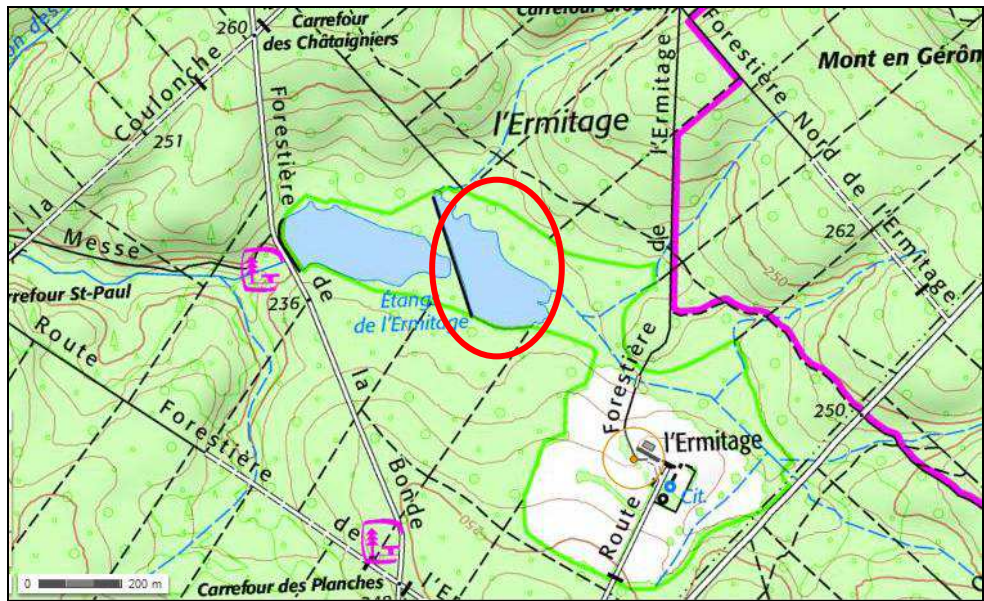 260
Carrefour
des Châtaigniers
Mont en Gérôm
la Coulonche
251
Forestière
l'Ermitage
l'Ermitage
de
Forestière Nord de l'Ermitage
262
250
Messe
Carrefour St-Paul
236
de
la
Bonde
Étang
de l'Ermitage
Route
Forestière
de
Forestière
Route
l'Ermitage
Cit.
250
250
Carrefour des Planches
0 200 m